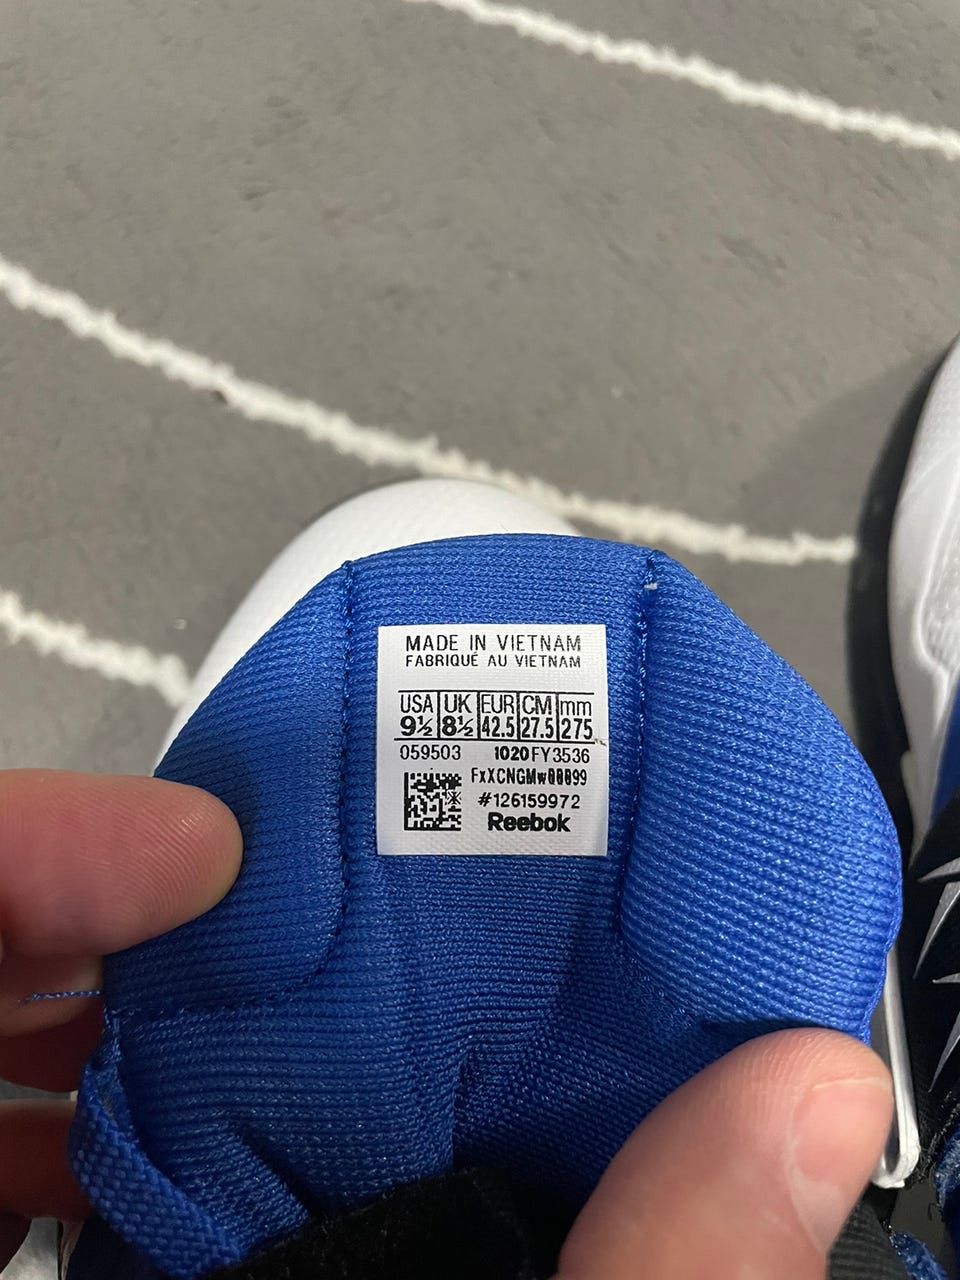 MADE IN VIETNAM
FABRIQUÉ AU VIETNAM
USA UK EUR CM mm
9½ 8½ 42.5 27.5 275
059503 1020 FY3536
#126159972
Reebok